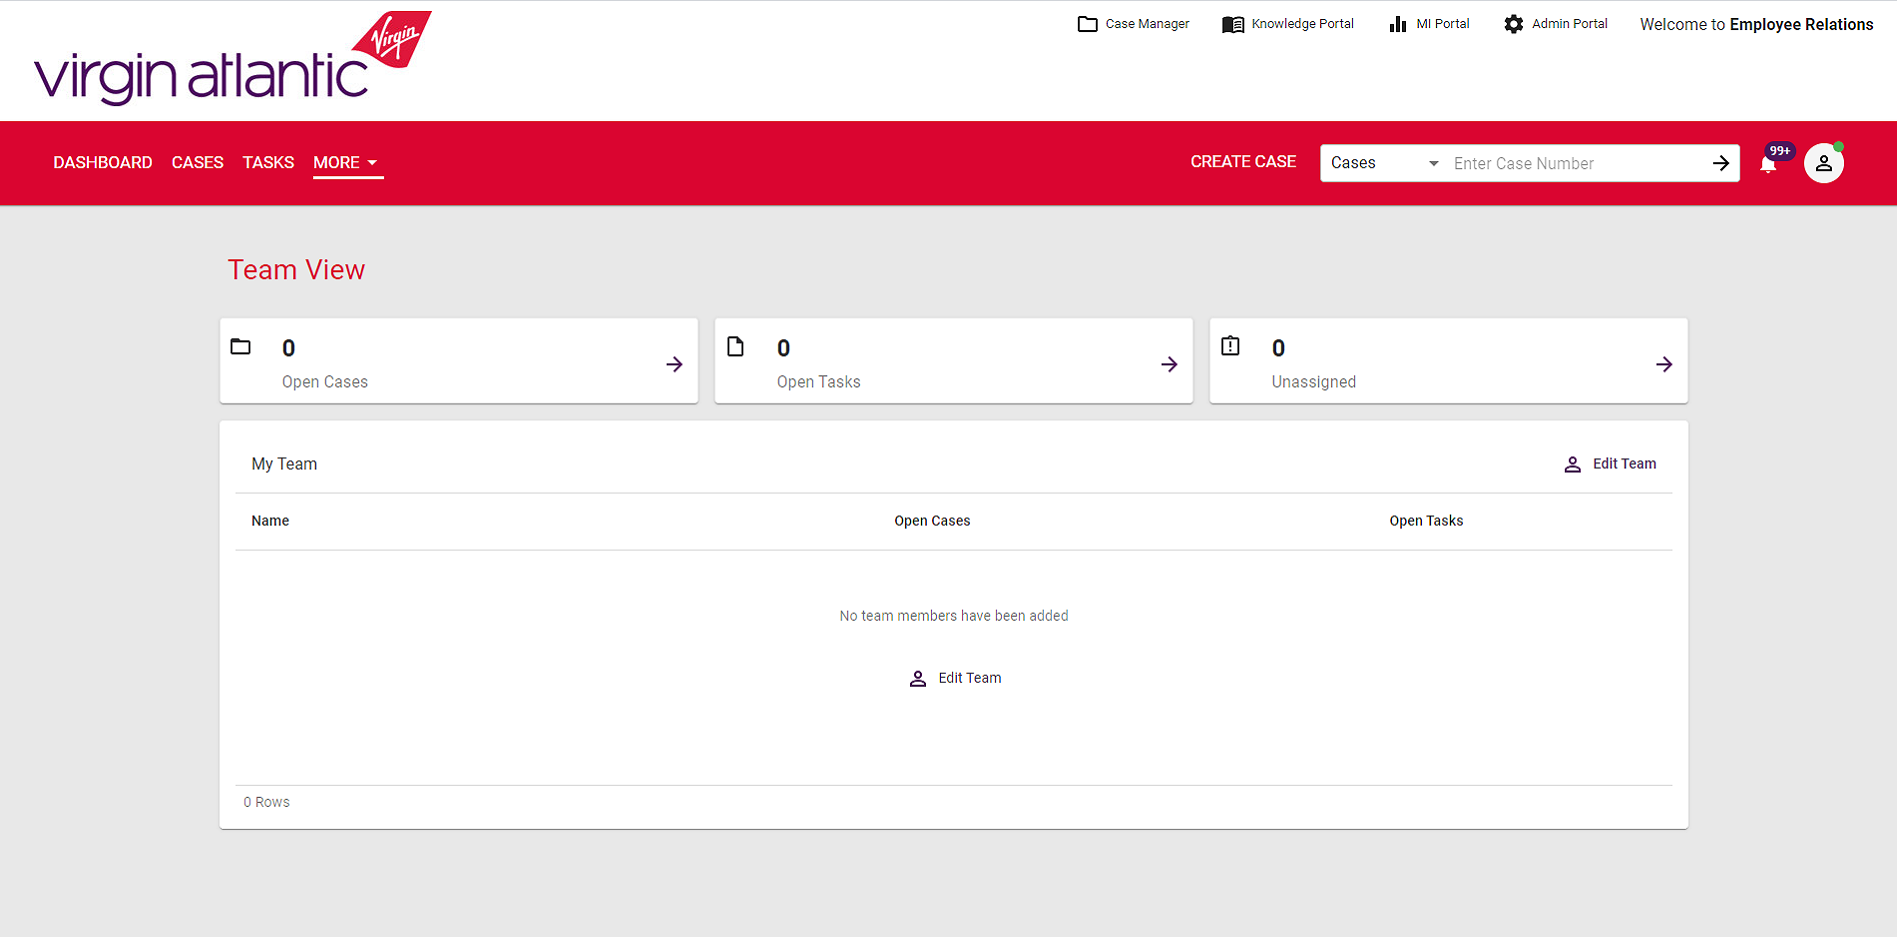 Virgin
virgin atlantic
Case Manager
Knowledge Portal
MI Portal
Admin Portal
Welcome to Employee Relations
DASHBOARD
CASES
TASKS
MORE
CREATE CASE
Cases
Enter Case Number
99+
Team View
0
Open Cases
0
Open Tasks
0
Unassigned
My Team
Edit Team
Name
Open Cases
Open Tasks
No team members have been added
Edit Team
0 Rows